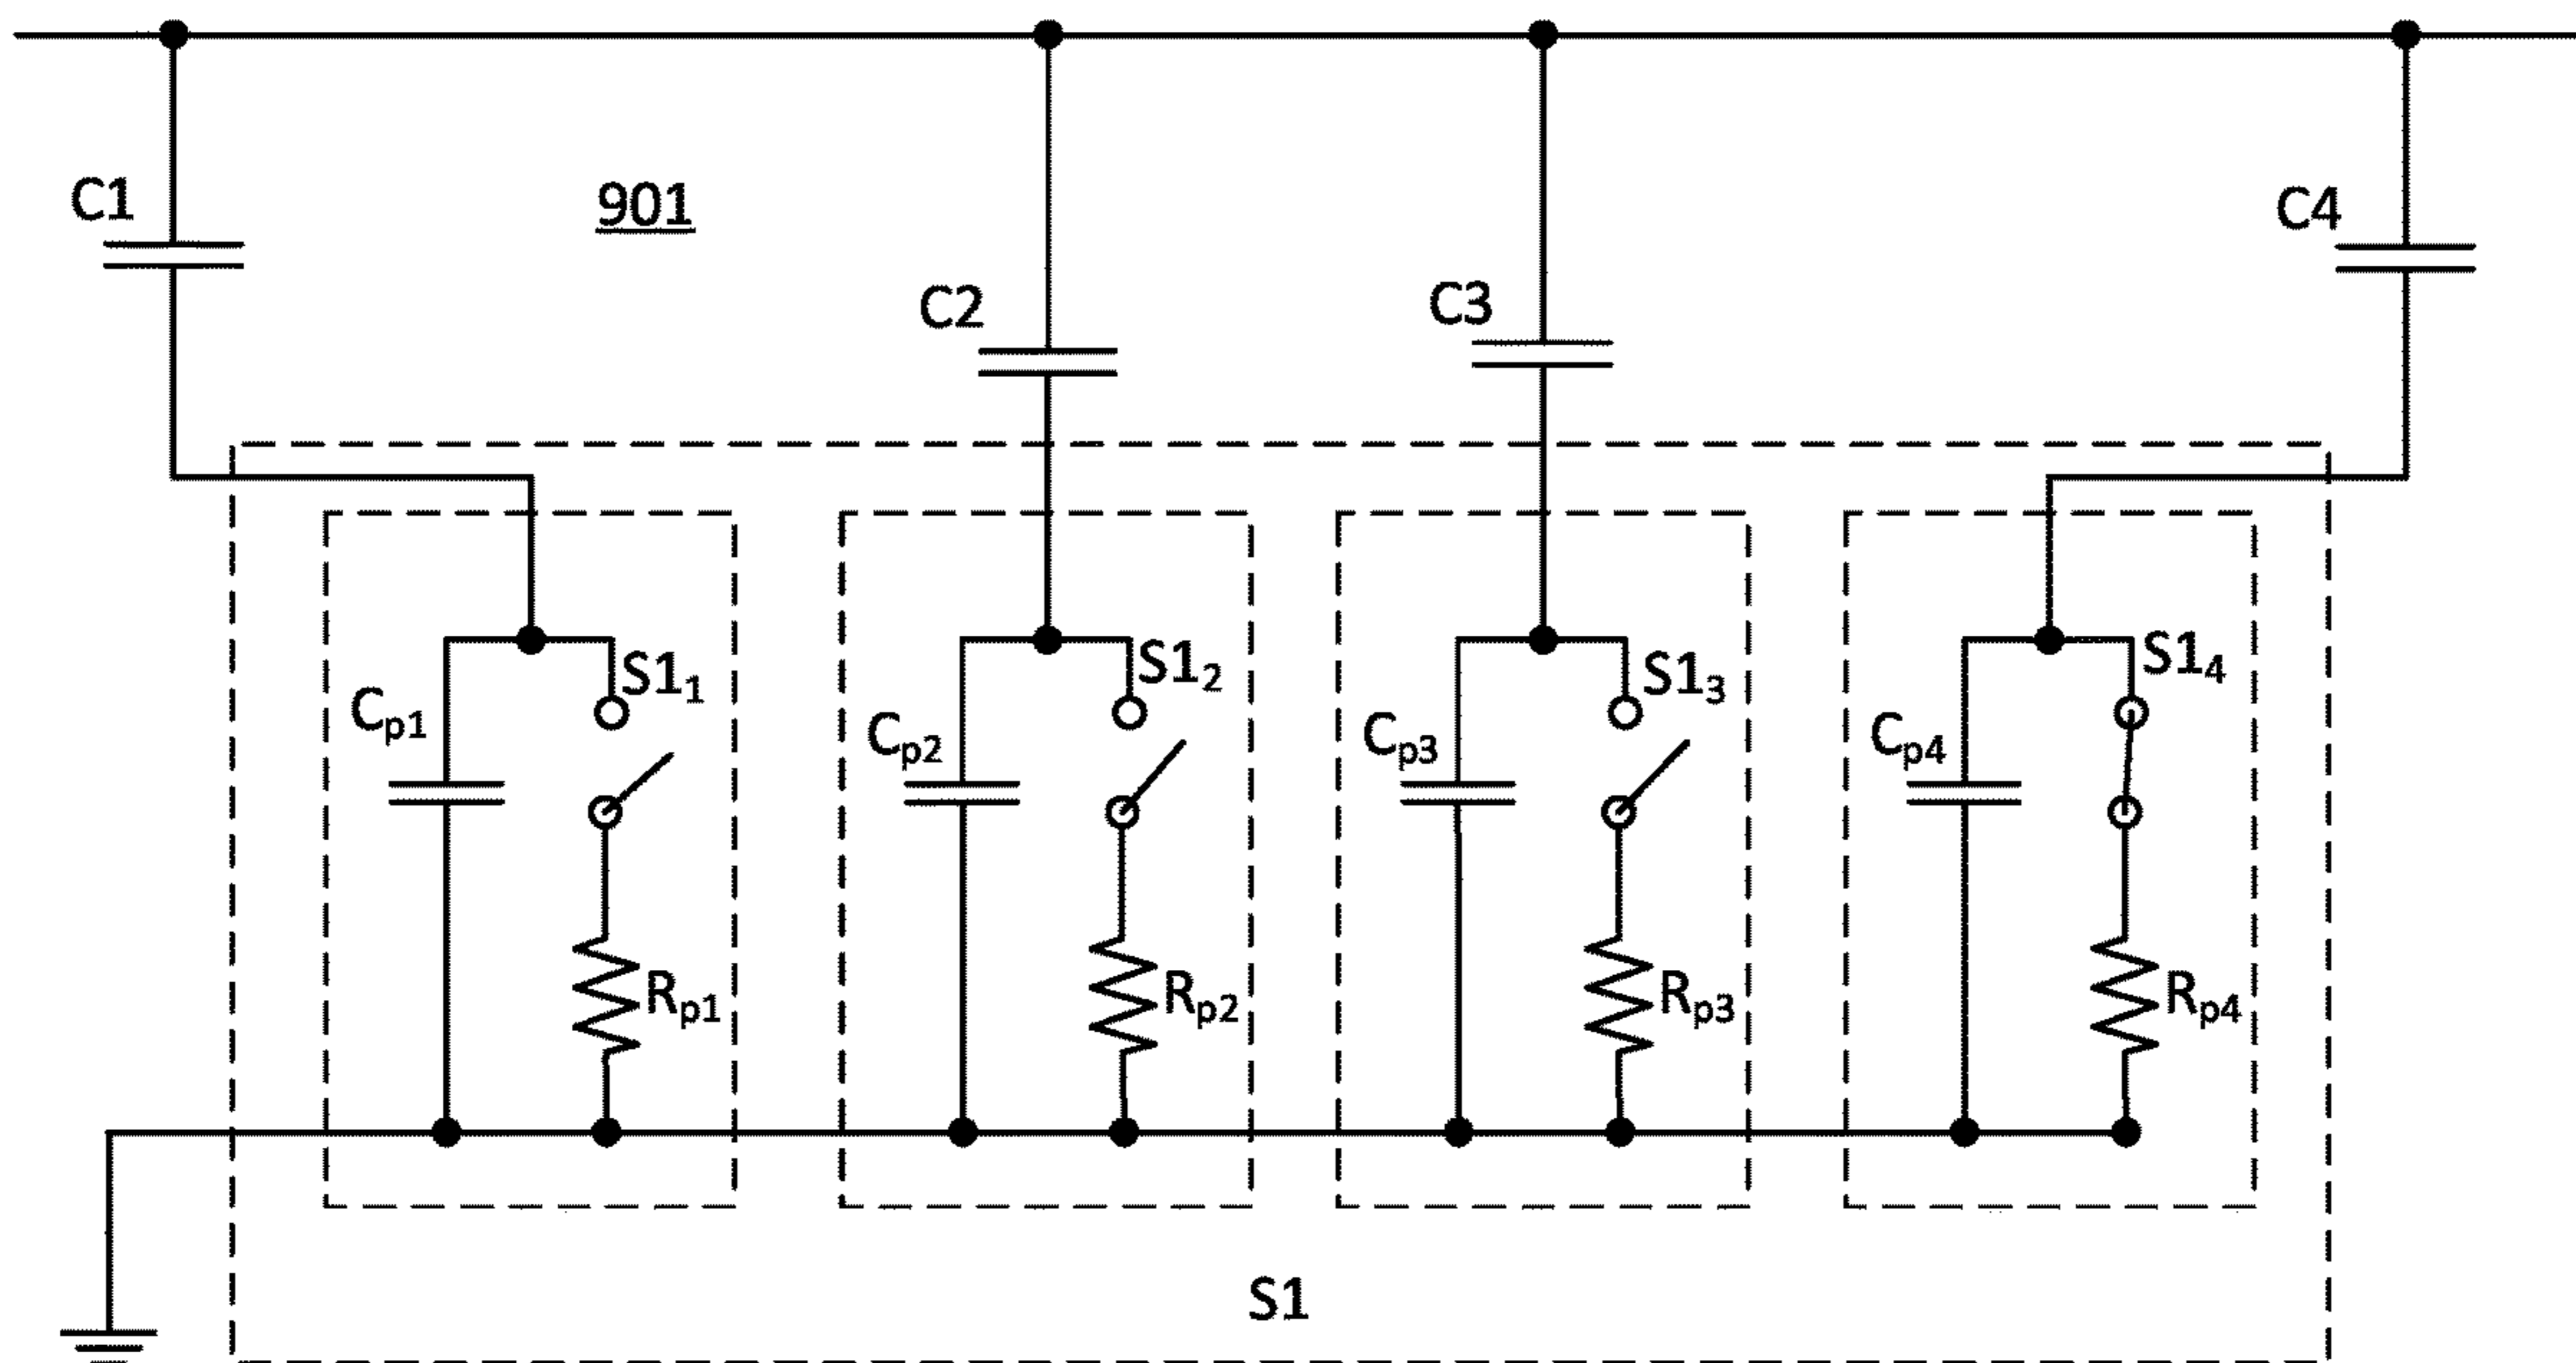 C1
901
C4
C2
C3
S1₁
S1₂
S1₃
S1₄
Cp1
Cp2
Cp3
Cp4
Rp1
Rp2
Rp3
Rp4
S1